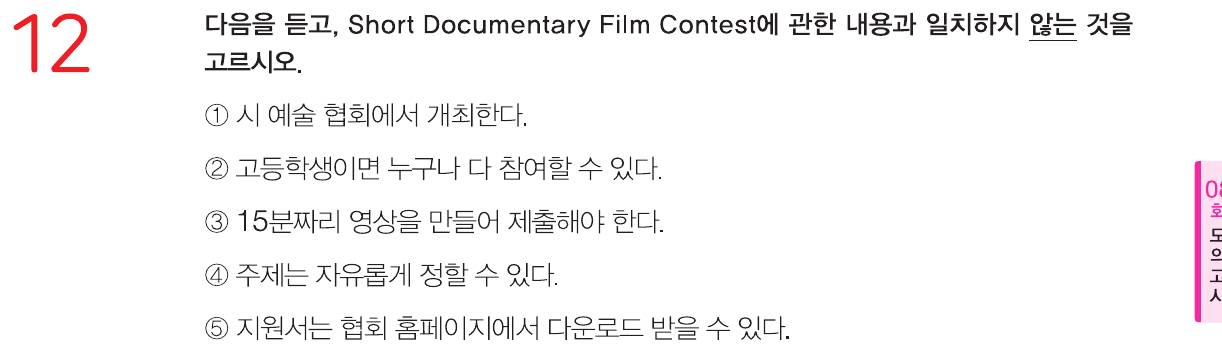 12
다음을 듣고, Short Documentary Film Contest에 관한 내용과 일치하지 않는 것을
고르시오.
① 시 예술 협회에서 개최한다.
② 고등학생이면 누구나 다 참여할 수 있다.
③ 15분짜리 영상을 만들어 제출해야 한다.
④ 주제는 자유롭게 정할 수 있다.
⑤ 지원서는 협회 홈페이지에서 다운로드 받을 수 있다.